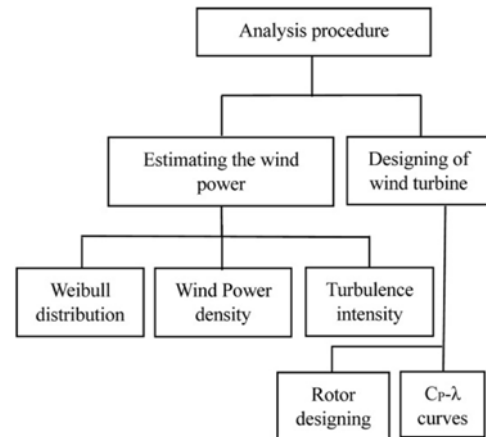 Analysis procedure
Estimating the wind
power
Designing of
wind turbine
Weibull
distribution
Wind Power
density
Turbulence
intensity
Rotor
designing
CP-λ
curves